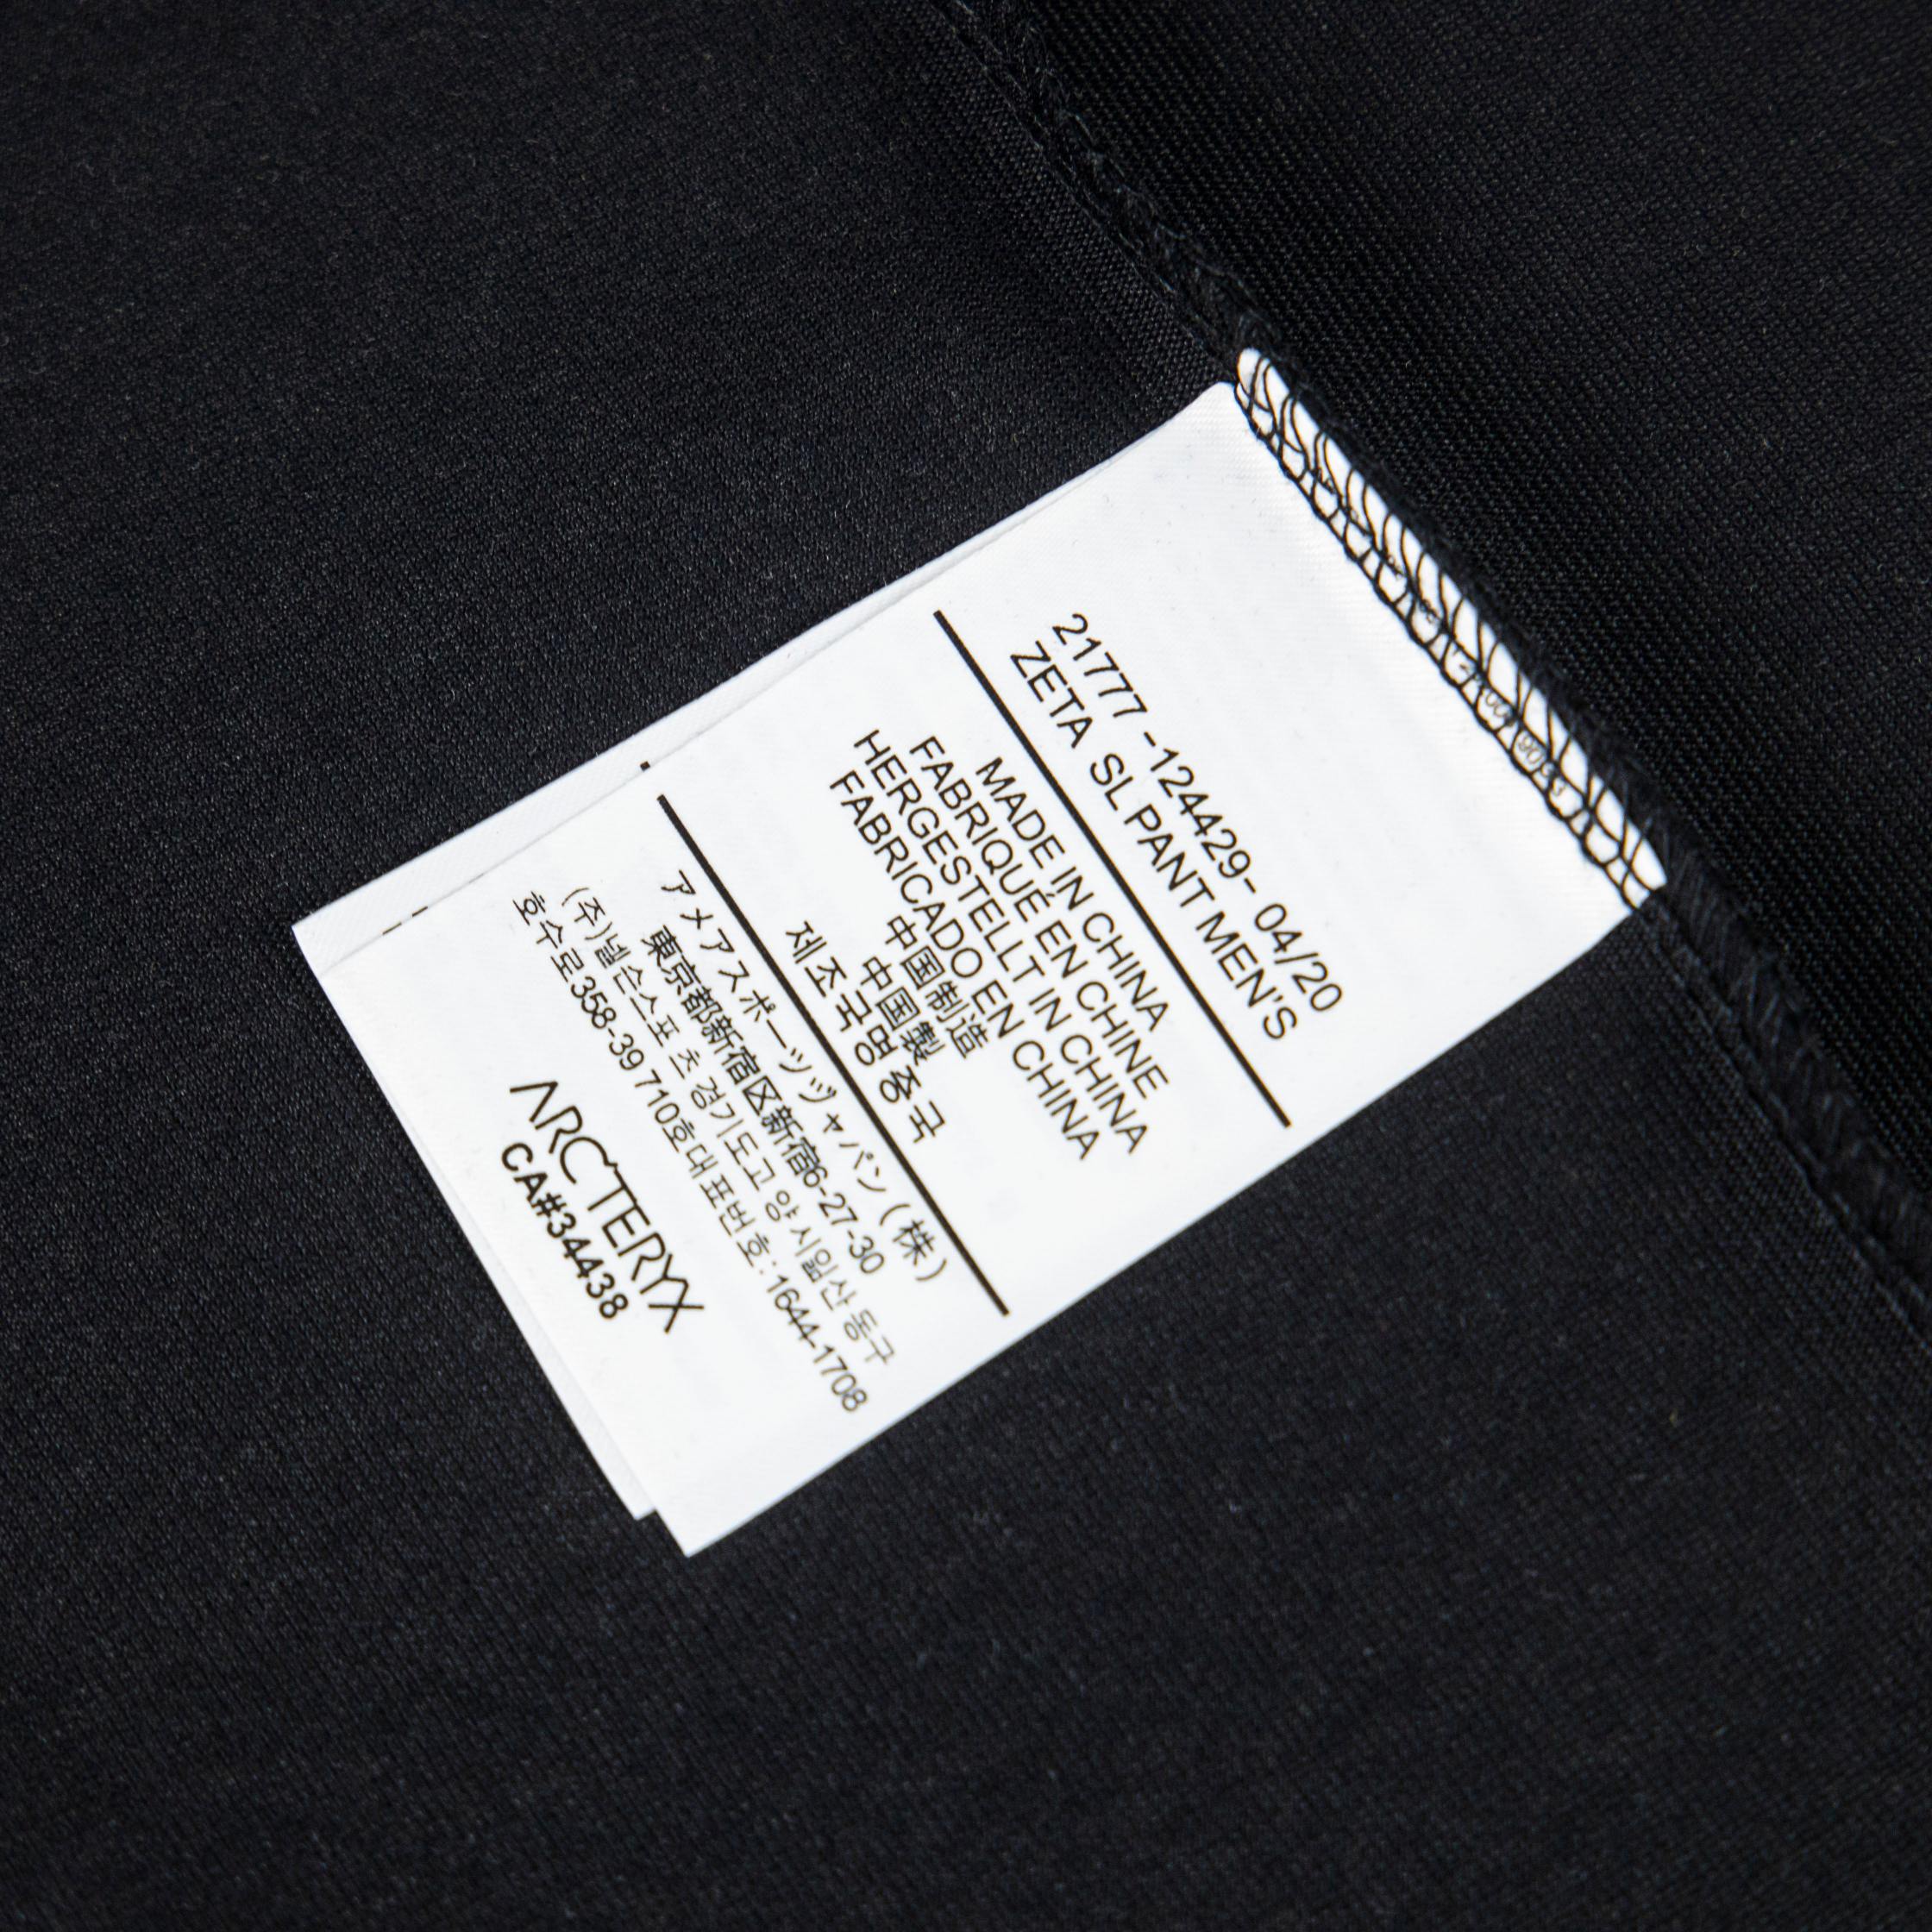 21777 -124429- 04/20
ZETA SL PANT MEN'S
MADE IN CHINA
FABRIQUÉ EN CHINE
HERGESTELLT IN CHINA
FABRICADO EN CHINA
中国制造
中国製
제조국명 중국
アメアスポーツジャパン(株)
東京都新宿区新宿6-27-30
(주)넬슨스포츠 경기도고양시일산동구
호수로358-39 710호대표번호:1644-1708
ARC'TERYX
CA#34438